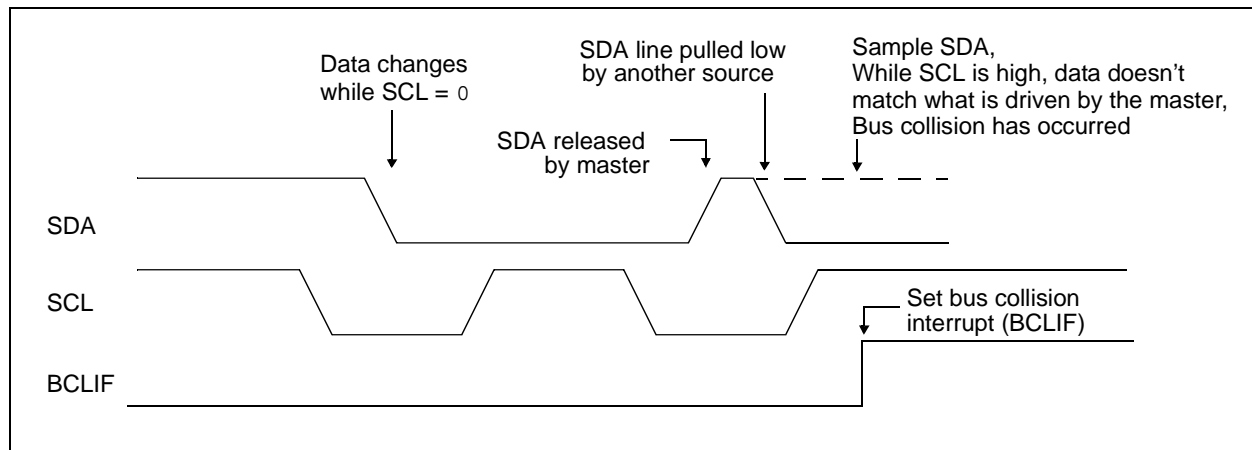 Data changes
while SCL = 0
SDA line pulled low
by another source
Sample SDA,
While SCL is high, data doesn't
match what is driven by the master,
Bus collision has occurred
SDA released
by master
SDA
SCL
Set bus collision
interrupt (BCLIF)
BCLIF